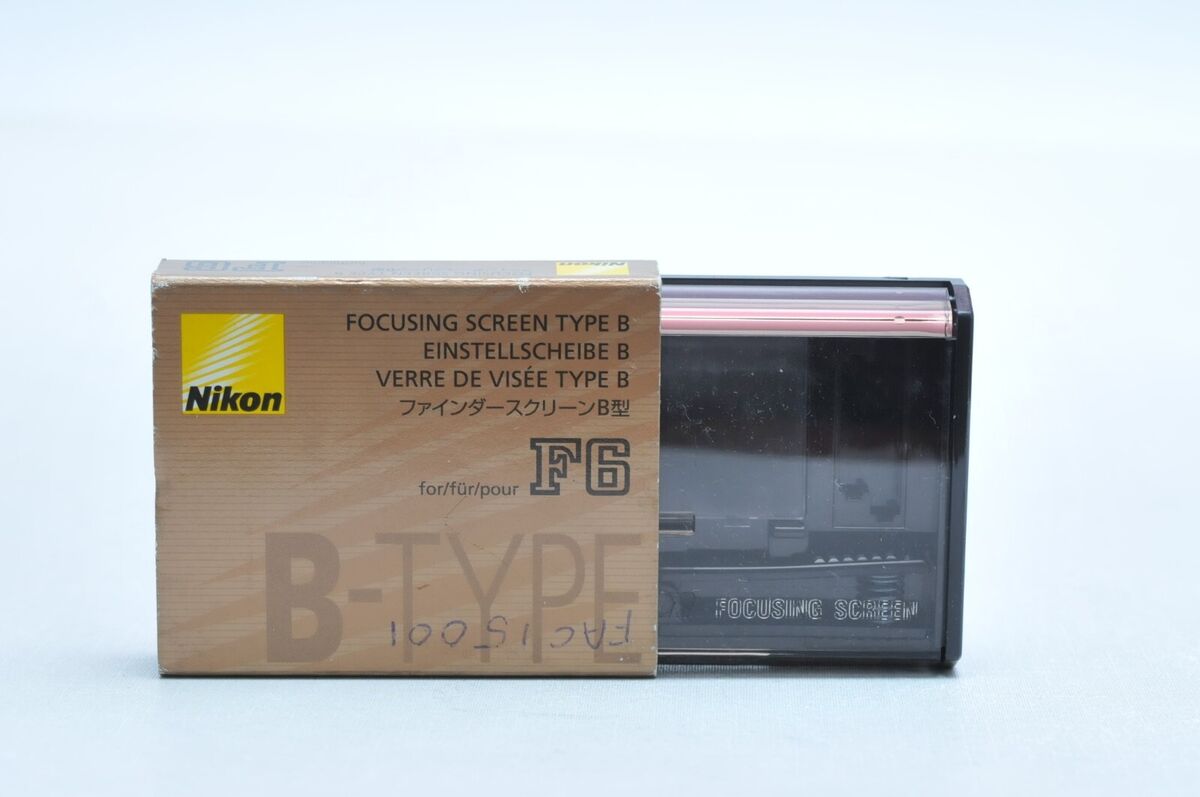 Nikon
FOCUSING SCREEN TYPE B
EINSTELLSCHEIBE B
VERRE DE VISÉE TYPE B
ファインダースクリーンB型
for/für/pour F6
B-TYPE
FAC15001
FOCUSING SCREEN
Nikon